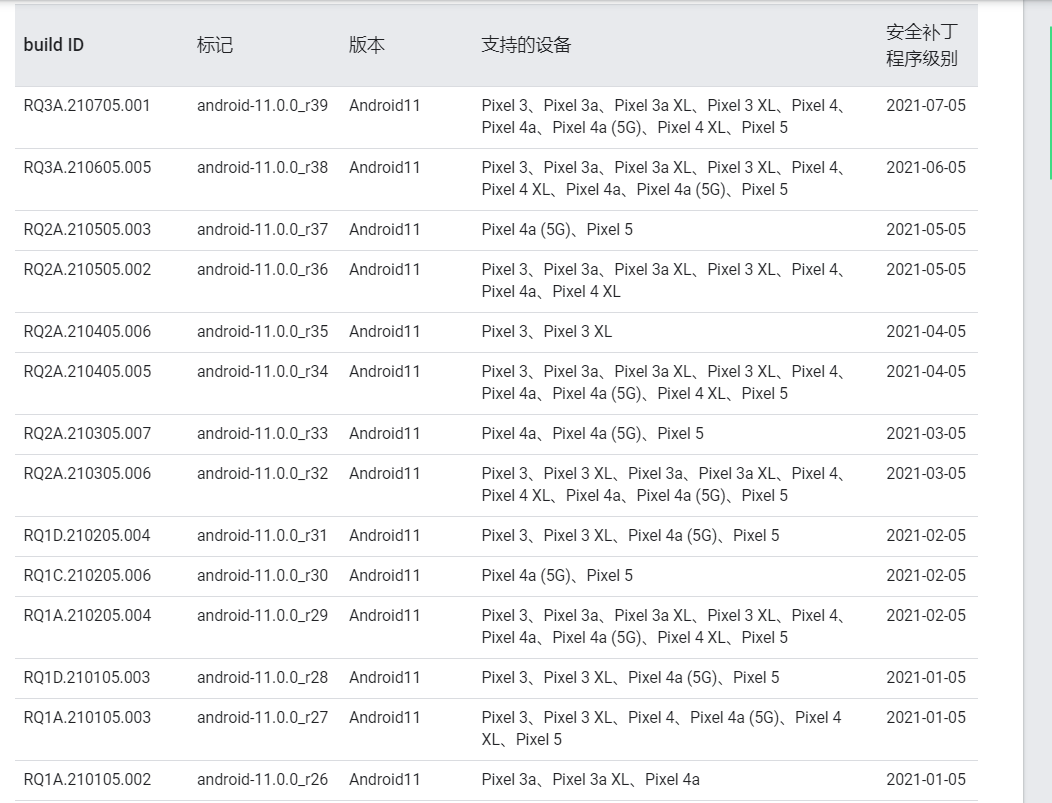 build ID 标记 版本 支持的设备 安全补丁
程序级别
RQ3A.210705.001 android-11.0.0_r39 Android11 Pixel 3、Pixel 3a、Pixel 3a XL、Pixel 3 XL、Pixel 4、 2021-07-05
Pixel 4a、Pixel 4a (5G)、Pixel 4 XL、Pixel 5
RQ3A.210605.005 android-11.0.0_r38 Android11 Pixel 3、Pixel 3a、Pixel 3a XL、Pixel 3 XL、Pixel 4、 2021-06-05
Pixel 4 XL、Pixel 4a、Pixel 4a (5G)、Pixel 5
RQ2A.210505.003 android-11.0.0_r37 Android11 Pixel 4a (5G)、Pixel 5 2021-05-05
RQ2A.210505.002 android-11.0.0_r36 Android11 Pixel 3、Pixel 3a、Pixel 3a XL、Pixel 3 XL、Pixel 4、 2021-05-05
Pixel 4a、Pixel 4 XL
RQ2A.210405.006 android-11.0.0_r35 Android11 Pixel 3、Pixel 3 XL 2021-04-05
RQ2A.210405.005 android-11.0.0_r34 Android11 Pixel 3、Pixel 3a、Pixel 3a XL、Pixel 3 XL、Pixel 4、 2021-04-05
Pixel 4a、Pixel 4a (5G)、Pixel 4 XL、Pixel 5
RQ2A.210305.007 android-11.0.0_r33 Android11 Pixel 4a、Pixel 4a (5G)、Pixel 5 2021-03-05
RQ2A.210305.006 android-11.0.0_r32 Android11 Pixel 3、Pixel 3 XL、Pixel 3a、Pixel 3a XL、Pixel 4、 2021-03-05
Pixel 4 XL、Pixel 4a、Pixel 4a (5G)、Pixel 5
RQ1D.210205.004 android-11.0.0_r31 Android11 Pixel 3、Pixel 3 XL、Pixel 4a (5G)、Pixel 5 2021-02-05
RQ1C.210205.006 android-11.0.0_r30 Android11 Pixel 4a (5G)、Pixel 5 2021-02-05
RQ1A.210205.004 android-11.0.0_r29 Android11 Pixel 3、Pixel 3a、Pixel 3a XL、Pixel 3 XL、Pixel 4、 2021-02-05
Pixel 4a、Pixel 4a (5G)、Pixel 4 XL、Pixel 5
RQ1D.210105.003 android-11.0.0_r28 Android11 Pixel 3、Pixel 3 XL、Pixel 4a (5G)、Pixel 5 2021-01-05
RQ1A.210105.003 android-11.0.0_r27 Android11 Pixel 3、Pixel 3 XL、Pixel 4、Pixel 4a (5G)、Pixel 4 2021-01-05
XL、Pixel 5
RQ1A.210105.002 android-11.0.0_r26 Android11 Pixel 3a、Pixel 3a XL、Pixel 4a 2021-01-05